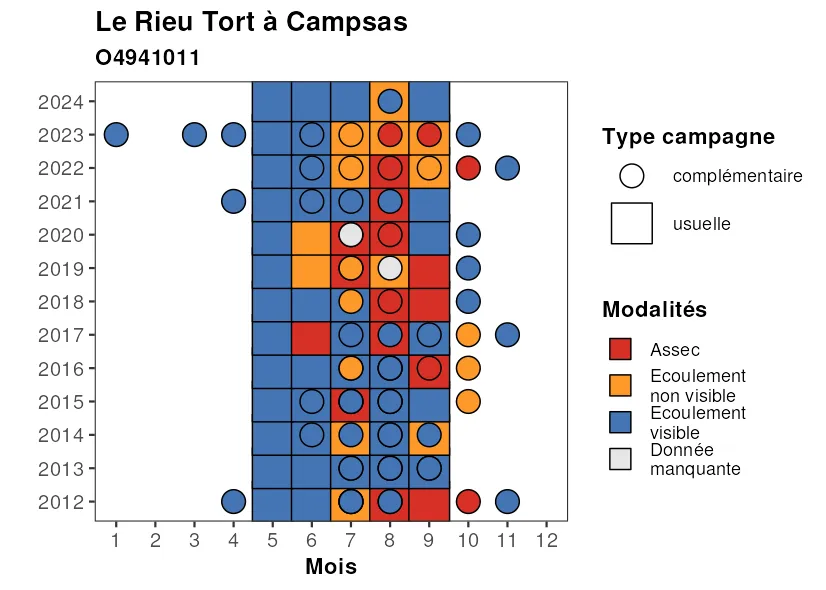 Le Rieu Tort à Campsas
O4941011
2024
2023
2022
2021
2020
2019
2018
2017
2016
2015
2014
2013
2012
1 2 3 4 5 6 7 8 9 10 11 12
Mois
Type campagne
complémentaire
usuelle
Modalités
Assec
Ecoulement
non visible
Ecoulement
visible
Donnée
manquante